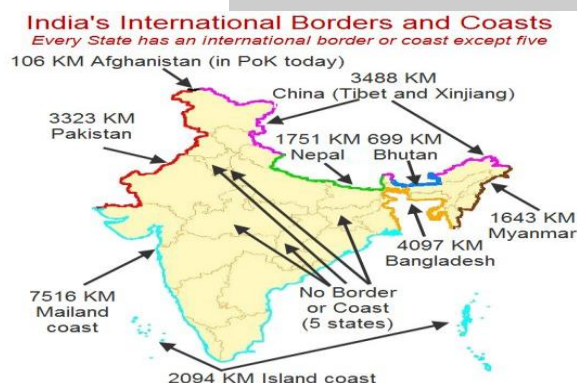 India's International Borders and Coasts
Every State has an international border or coast except five
106 KM Afghanistan (in PoK today)
3488 KM
China (Tibet and Xinjiang)
3323 KM
Pakistan
1751 KM
Nepal
699 KM
Bhutan
1643 KM
Myanmar
4097 KM
Bangladesh
7516 KM
Mailand
coast
No Border
or Coast
(5 states)
2094 KM Island coast